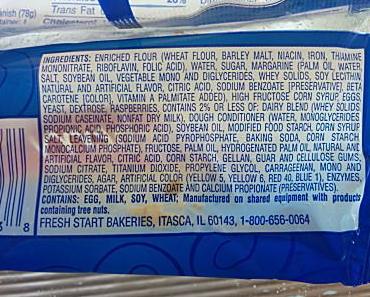 nish (78g)
Trans Fat
Cholesterol
20%
INGREDIENTS: ENRICHED FLOUR (WHEAT FLOUR, BARLEY MALT, NIACIN, IRON, THIAMINE
MONONITRATE, RIBOFLAVIN, FOLIC ACID), WATER, SUGAR, MARGARINE (PALM OIL, WATER,
SALT, SOYBEAN OIL, VEGETABLE MONO AND DIGLYCERIDES, WHEY SOLIDS, SOY LECITHIN
NATURAL AND ARTIFICIAL FLAVOR, CITRIC ACID, SODIUM BENZOATE [PRESERVATIVE], BETA
CAROTENE [COLOR], VITAMIN A PALMITATE ADDED), HIGH FRUCTOSE CORN SYRUP, EGGS,
YEAST, DEXTROSE, RASPBERRIES, CONTAINS 2% OR LESS OF: DAIRY BLEND (WHEY SOLIDS
SODIUM CASEINATE, NONFAT DRY MILK), DOUGH CONDITIONER (WATER, MONOGLYCERIDES
PROPIONIC ACID, PHOSPHORIC ACID), SOYBEAN OIL, MODIFIED FOOD STARCH, CORN SYRUP
SALT, LEAVENING (SODIUM ACID PYROPHOSPHATE, BAKING SODA, CORN STARCH
MONOCALCIUM PHOSPHATE), FRUCTOSE, PALM OIL, HYDROGENATED PALM OIL, NATURAL AND
ARTIFICIAL FLAVOR, CITRIC ACID, CORN STARCH, GELLAN, GUAR AND CELLULOSE GUMS,
SODIUM CITRATE, TITANIUM DIOXIDE, PROPYLENE GLYCOL, CARRAGEENAN, MONO AND
DIGLYCERIDES, AGAR, ARTIFICIAL COLOR (YELLOW 5, YELLOW 6, RED 40, BLUE 1), ENZYMES,
POTASSIUM SORBATE, SODIUM BENZOATE AND CALCIUM PROPIONATE (PRESERVATIVES).
CONTAINS: EGG, MILK, SOY, WHEAT; Manufactured on shared equipment with products
containing tree nuts.
FRESH START BAKERIES, ITASCA, IL 60143, 1-800-656-0064
3 8